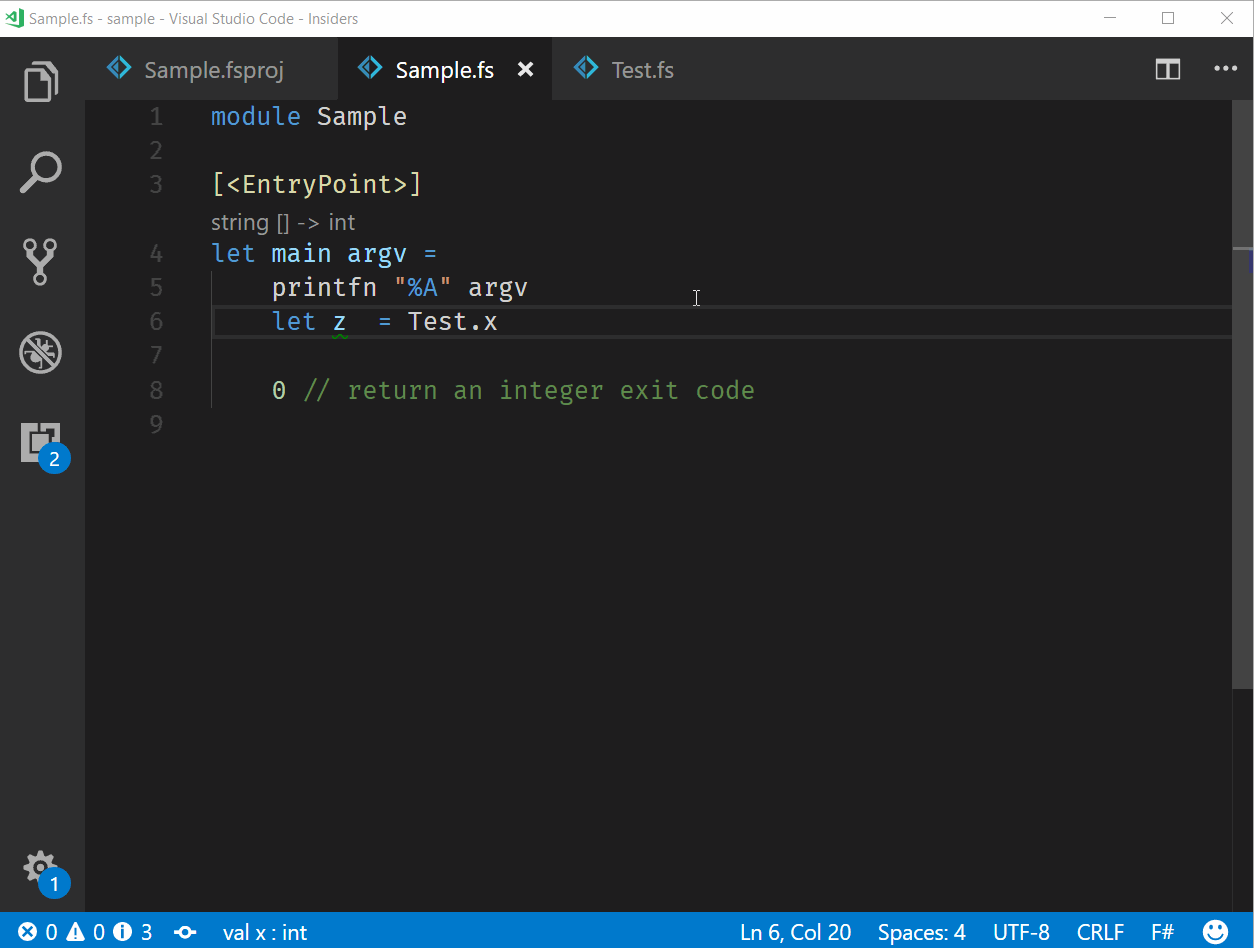 Sample.fs - sample - Visual Studio Code - Insiders
Sample.fsproj Sample.fs Test.fs
1 module Sample
2
3 [<EntryPoint>]
string [] -> int
4 let main argv =
5     printfn "%A" argv
6     let z  = Test.x
7
8     0 // return an integer exit code
9
2
1
0 0 3 val x : int Ln 6, Col 20 Spaces: 4 UTF-8 CRLF F#